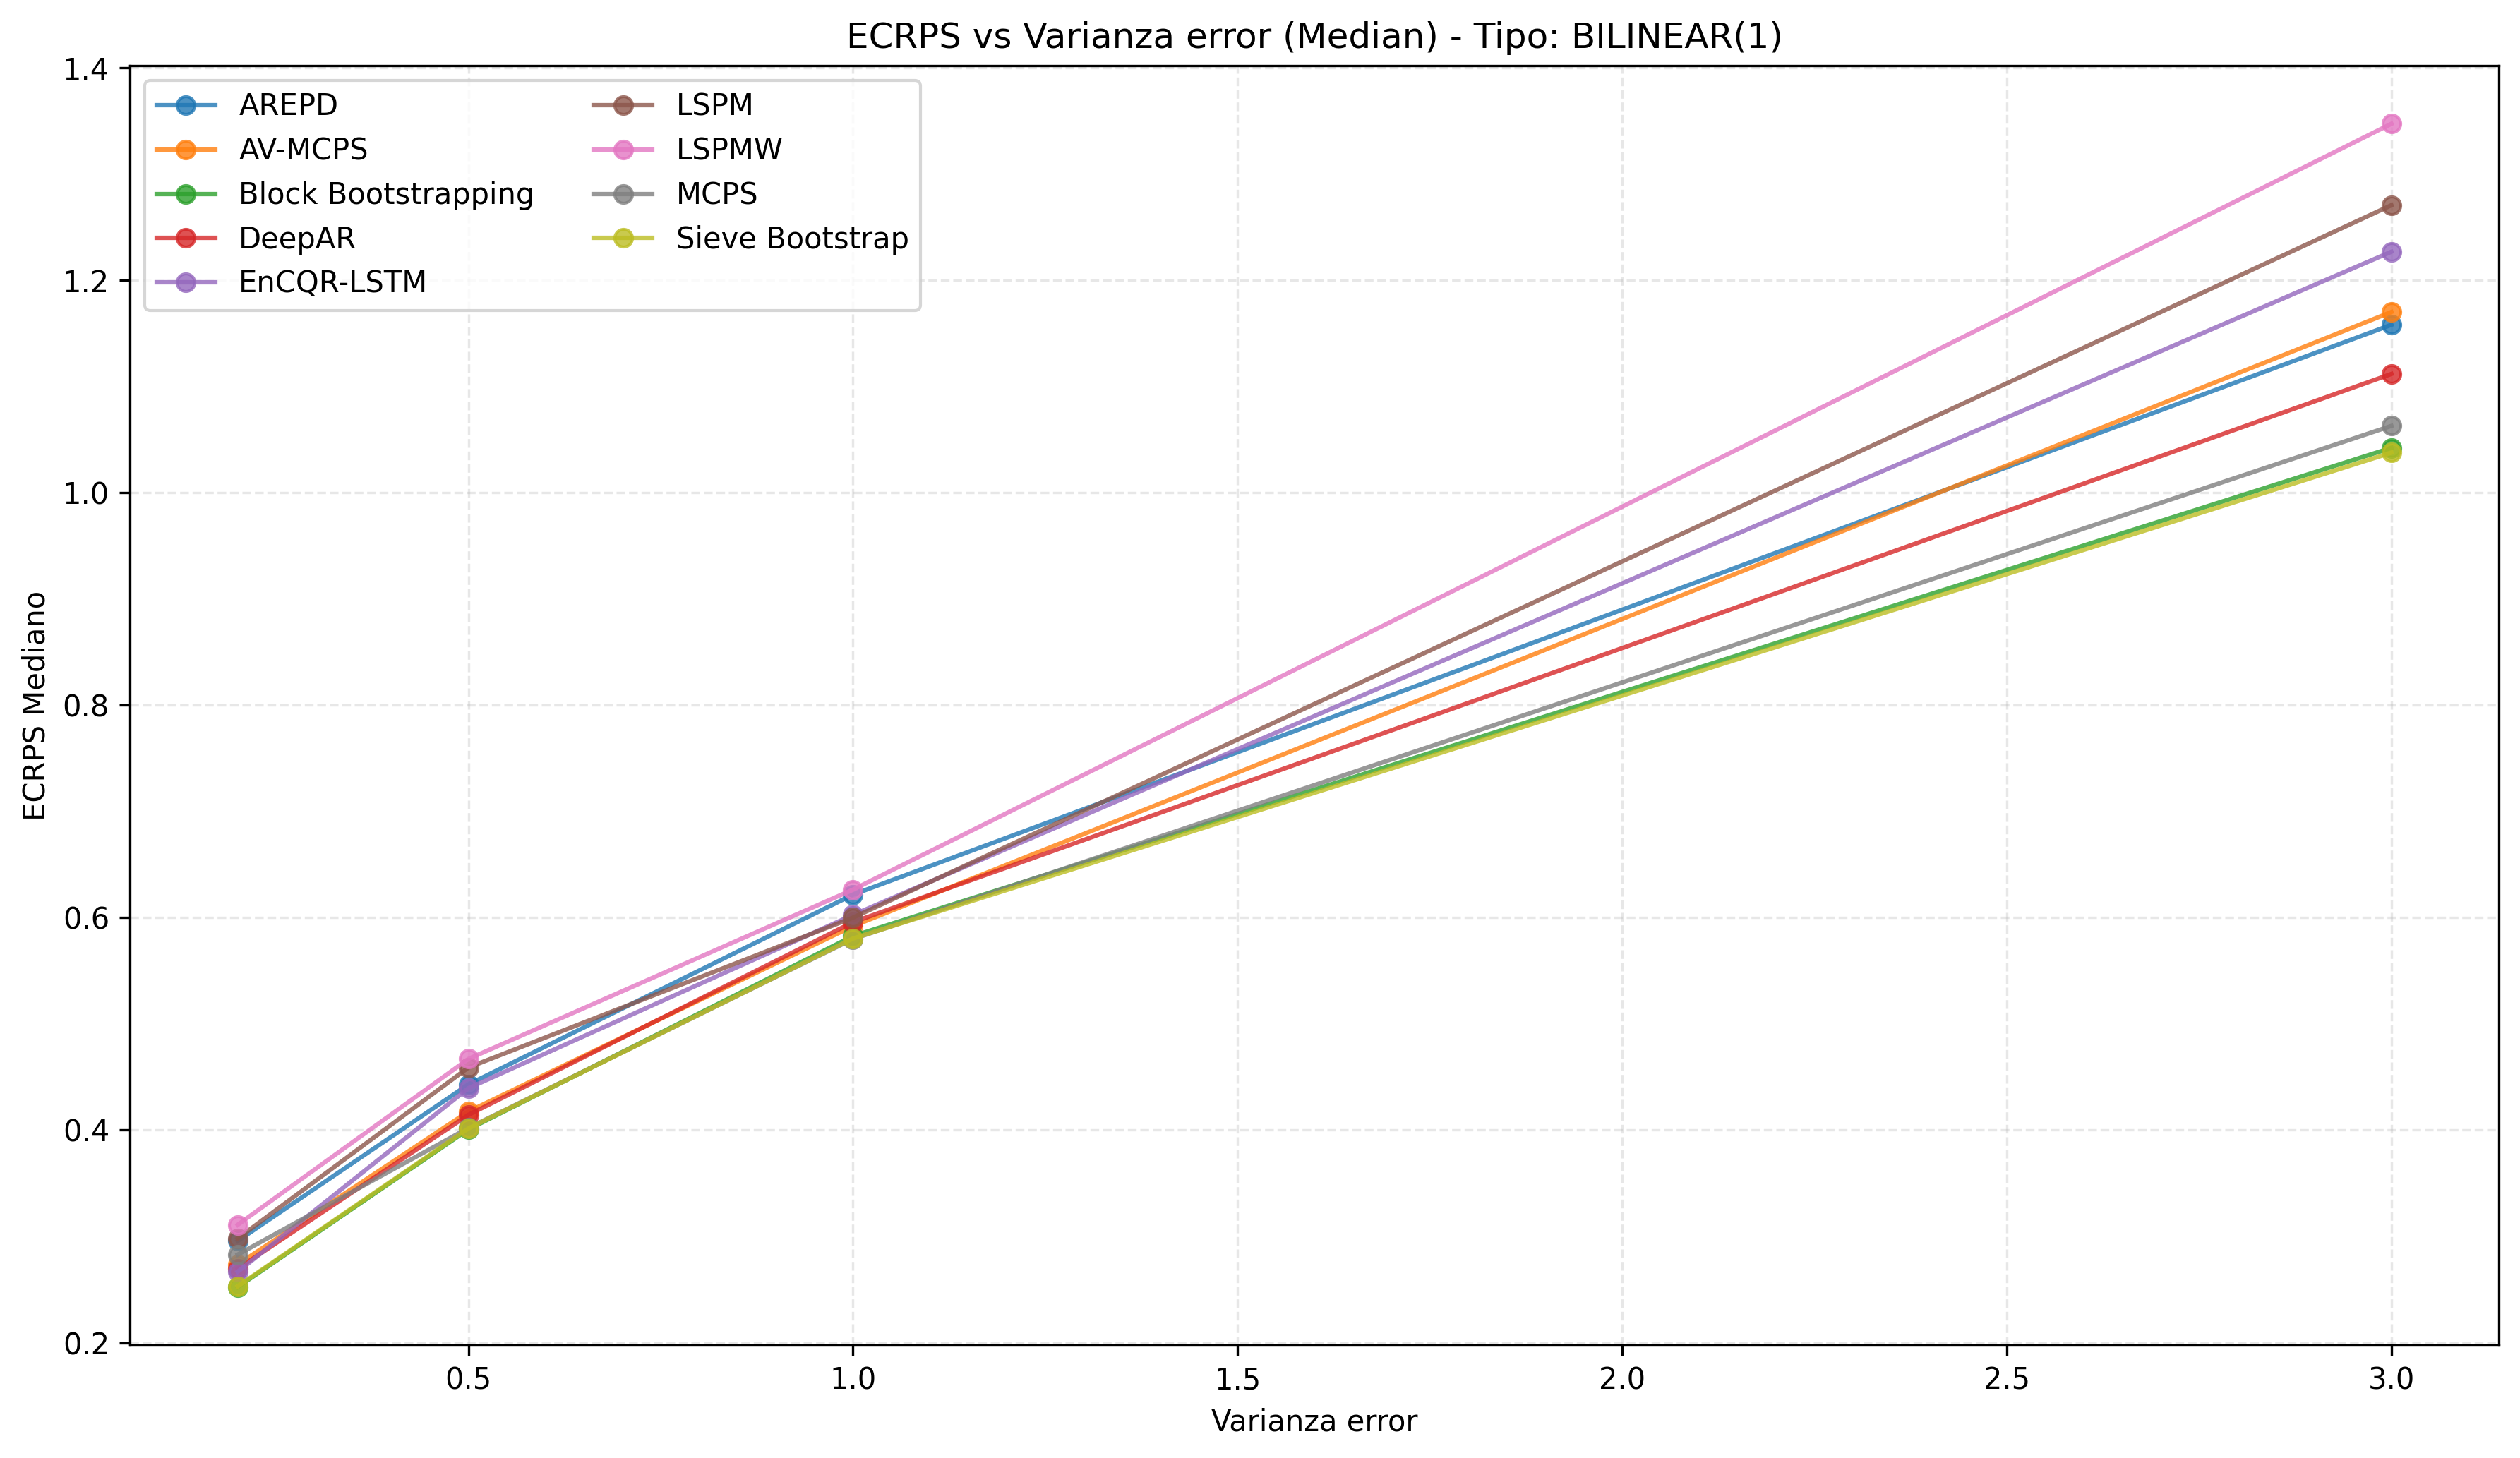 ECRPS vs Varianza error (Median) - Tipo: BILINEAR(1)
AREPD
AV-MCPS
Block Bootstrapping
DeepAR
EnCQR-LSTM
LSPM
LSPMW
MCPS
Sieve Bootstrap
ECRPS Mediano
1.4
1.2
1.0
0.8
0.6
0.4
0.2
0.5
1.0
1.5
2.0
2.5
3.0
Varianza error